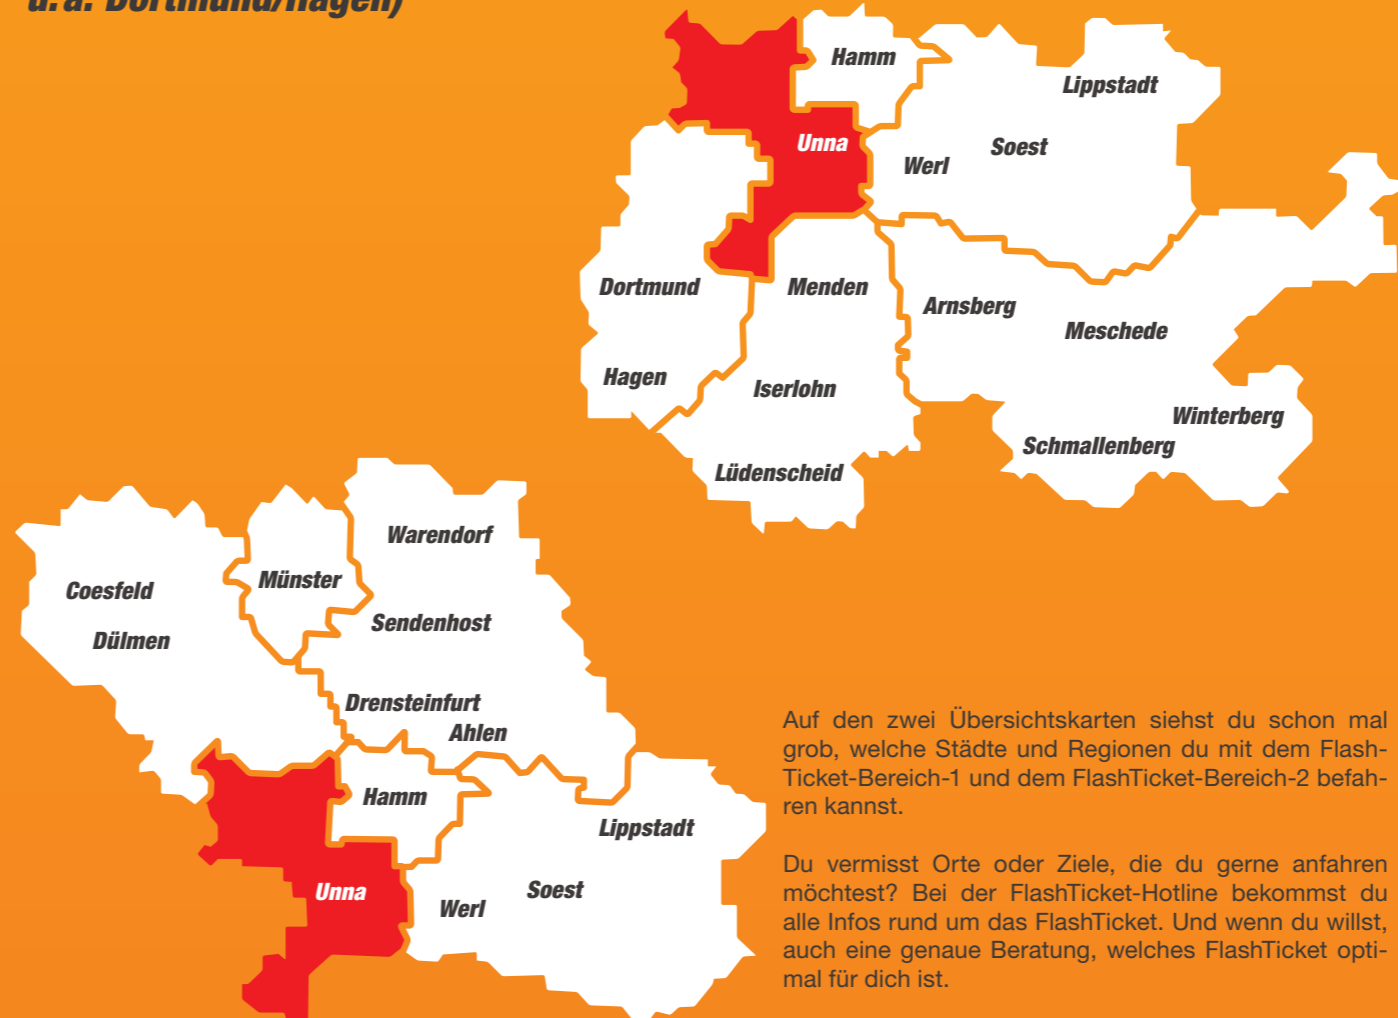 u. a. Dortmund/Hagen)
Hamm
Lippstadt
Unna
Soest
Werl
Dortmund
Menden
Arnsberg
Meschede
Hagen
Iserlohn
Winterberg
Schmallenberg
Lüdenscheid
Warendorf
Coesfeld
Münster
Sendenhost
Dülmen
Drensteinfurt
Ahlen
Hamm
Lippstadt
Unna
Soest
Werl
Auf den zwei Übersichtskarten siehst du schon mal
grob, welche Städte und Regionen du mit dem Flash-
Ticket-Bereich-1 und dem FlashTicket-Bereich-2 befah-
ren kannst.
Du vermisst Orte oder Ziele, die du gerne anfahren
möchtest? Bei der FlashTicket-Hotline bekommst du
alle Infos rund um das FlashTicket. Und wenn du willst,
auch eine genaue Beratung, welches FlashTicket opti-
mal für dich ist.